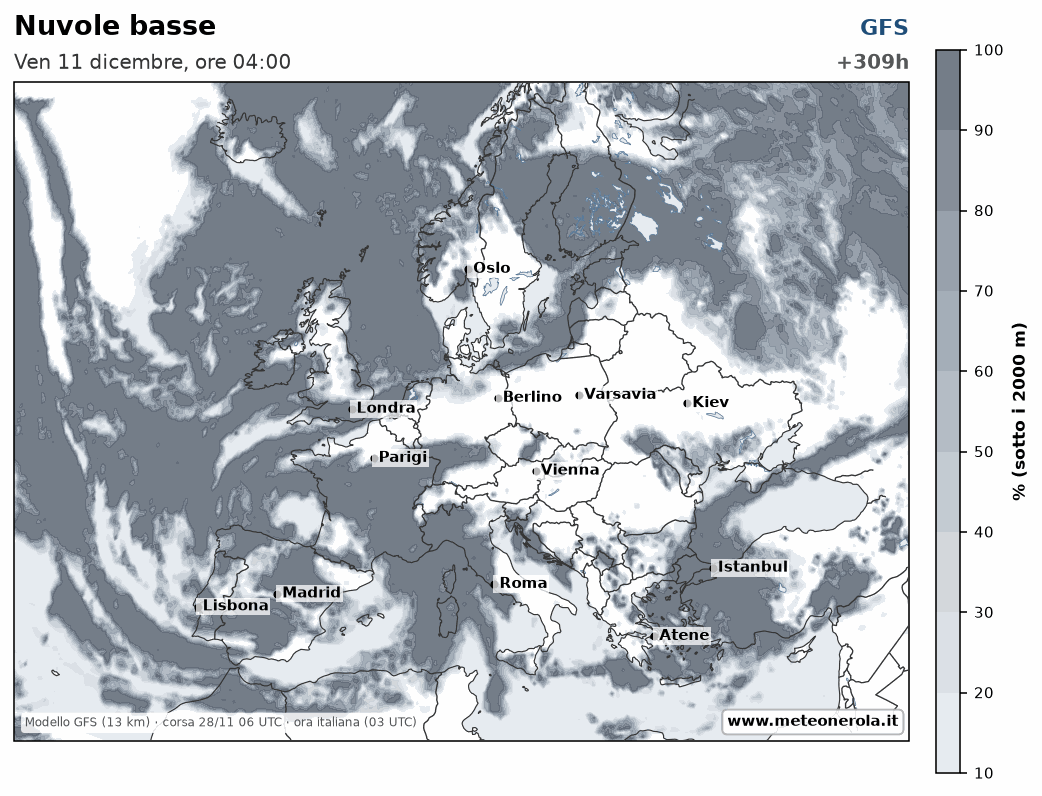 Nuvole basse
GFS
Ven 11 dicembre, ore 04:00
+309h
100
90
80
70
60
50
40
30
20
10
% (sotto i 2000 m)
Oslo
Londra
Berlino
Varsavia
Kiev
Parigi
Vienna
Istanbul
Roma
Madrid
Lisbona
Atene
Modello GFS (13 km) · corsa 28/11 06 UTC · ora italiana (03 UTC)
www.meteonerola.it